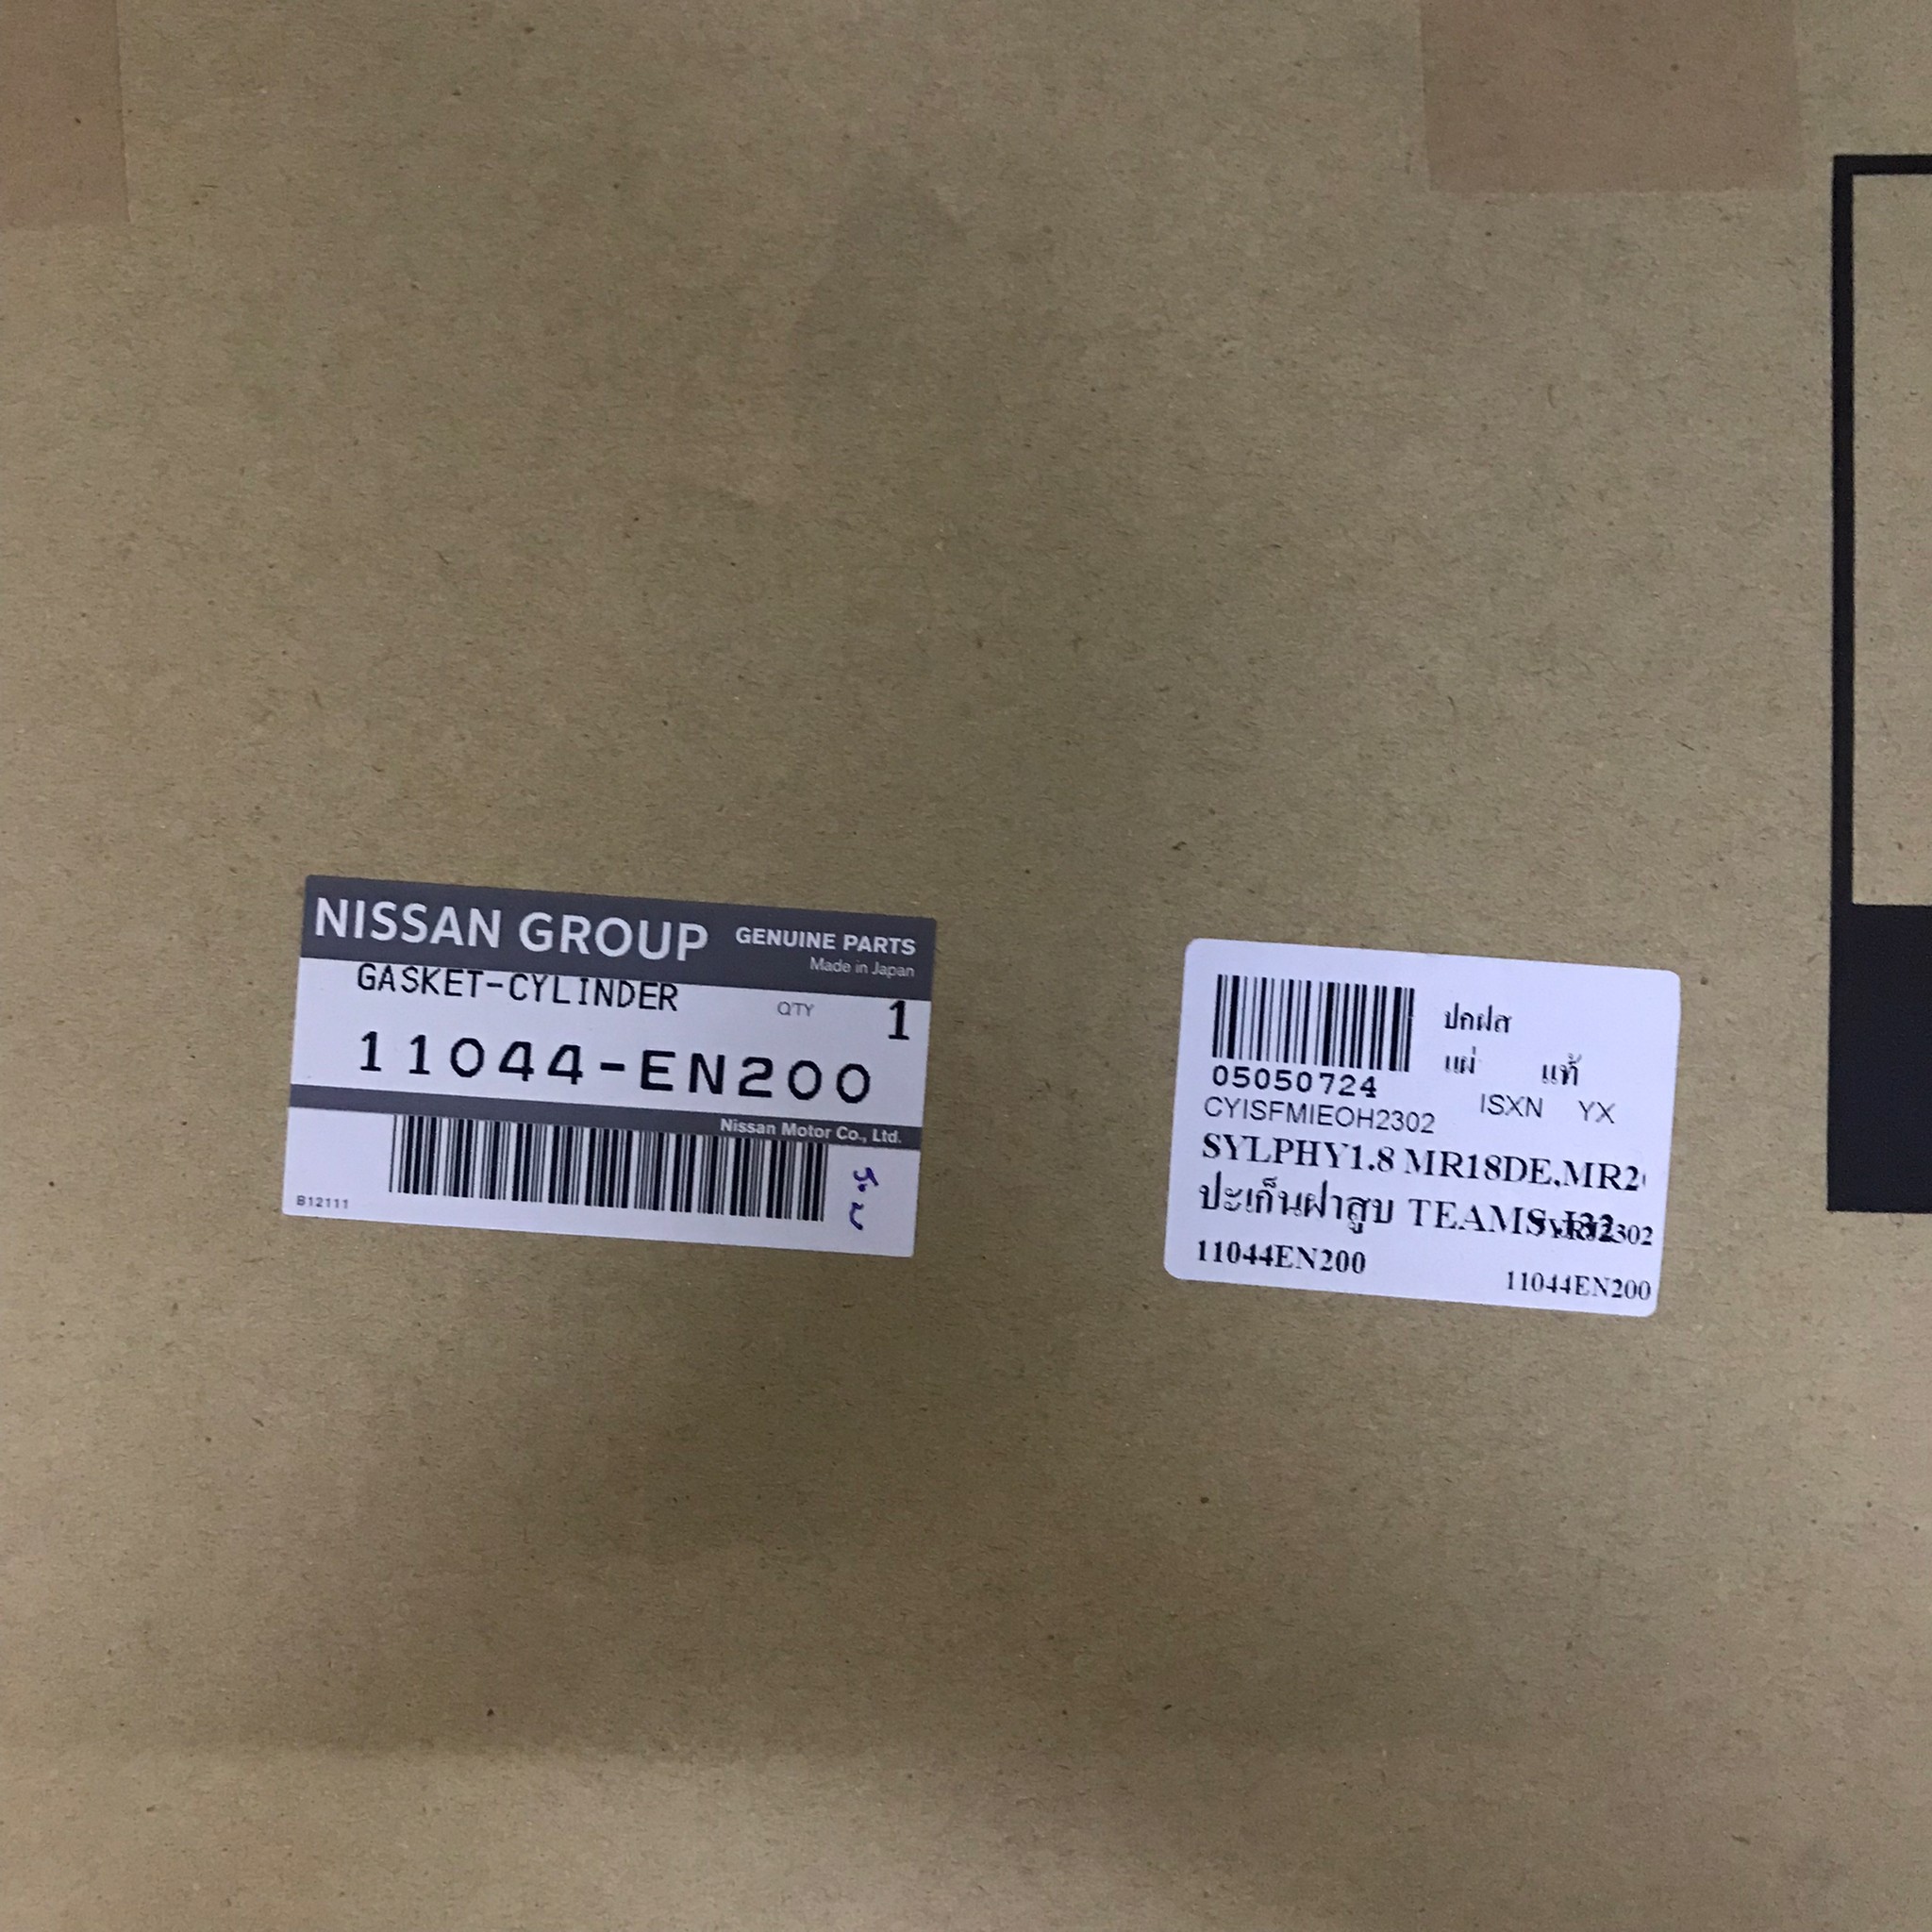 NISSAN GROUP GENUINE PARTS
Made in Japan
GASKET-CYLINDER QTY 1
11044-EN200
Nissan Motor Co., Ltd.
B12111
ปกฝส
แผ่ แท้
05050724
ISXN YX
CYISFMIEOH2302
SYLPHY1.8 MR18DE,MR2
ปะเก็นฝาสูบ TEAMS J32
11044EN200
11044EN200